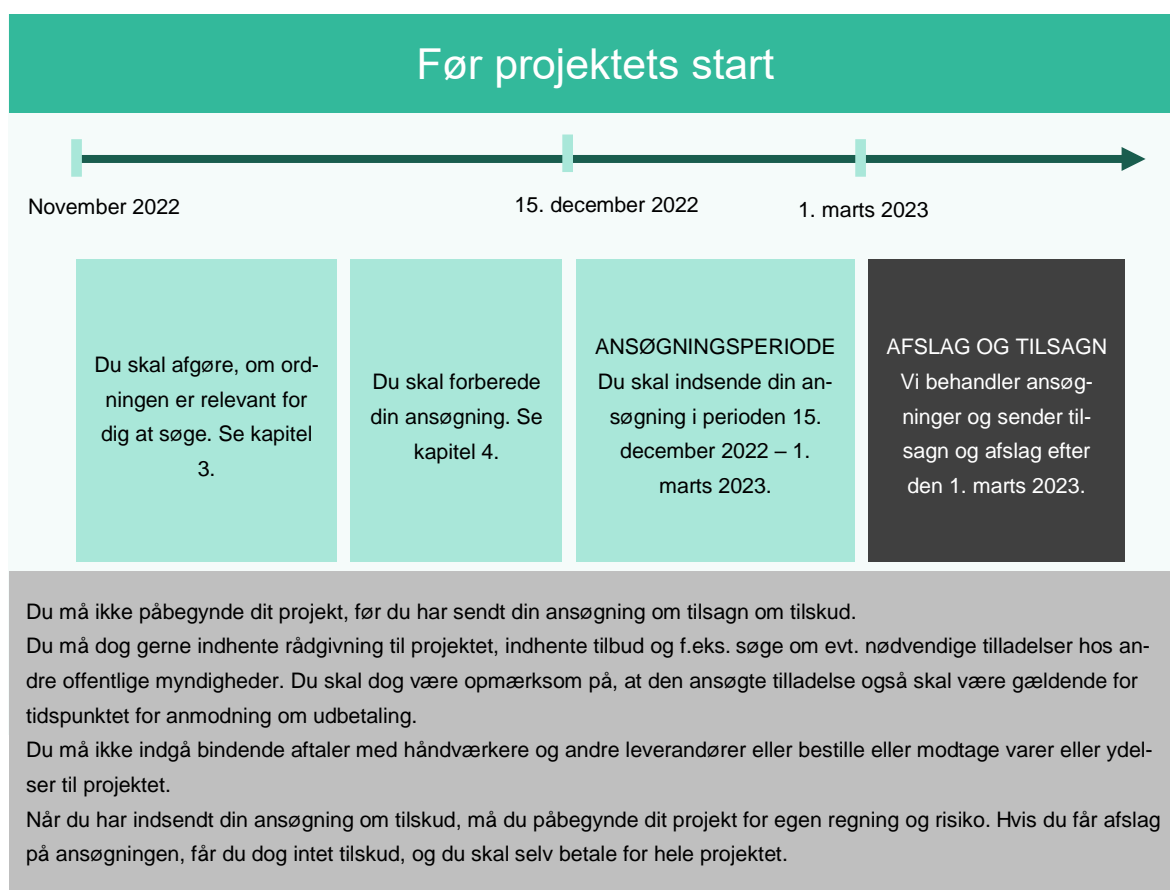 Før projektets start
November 2022
15. december 2022
1. marts 2023
Du skal afgøre, om ord-
ningen er relevant for
dig at søge. Se kapitel
3.
Du skal forberede
din ansøgning. Se
kapitel 4.
ANSØGNINGSPERIODE
Du skal indsende din an-
søgning i perioden 15.
december 2022 – 1.
marts 2023.
AFSLAG OG TILSAGN
Vi behandler ansøg-
ninger og sender til-
sagn og afslag efter
den 1. marts 2023.
Du må ikke påbegynde dit projekt, før du har sendt din ansøgning om tilsagn om tilskud.
Du må dog gerne indhente rådgivning til projektet, indhente tilbud og f.eks. søge om evt. nødvendige tilladelser hos an-
dre offentlige myndigheder. Du skal dog være opmærksom på, at den ansøgte tilladelse også skal være gældende for
tidspunktet for anmodning om udbetaling.
Du må ikke indgå bindende aftaler med håndværkere og andre leverandører eller bestille eller modtage varer eller ydel-
ser til projektet.
Når du har indsendt din ansøgning om tilskud, må du påbegynde dit projekt for egen regning og risiko. Hvis du får afslag
på ansøgningen, får du dog intet tilskud, og du skal selv betale for hele projektet.